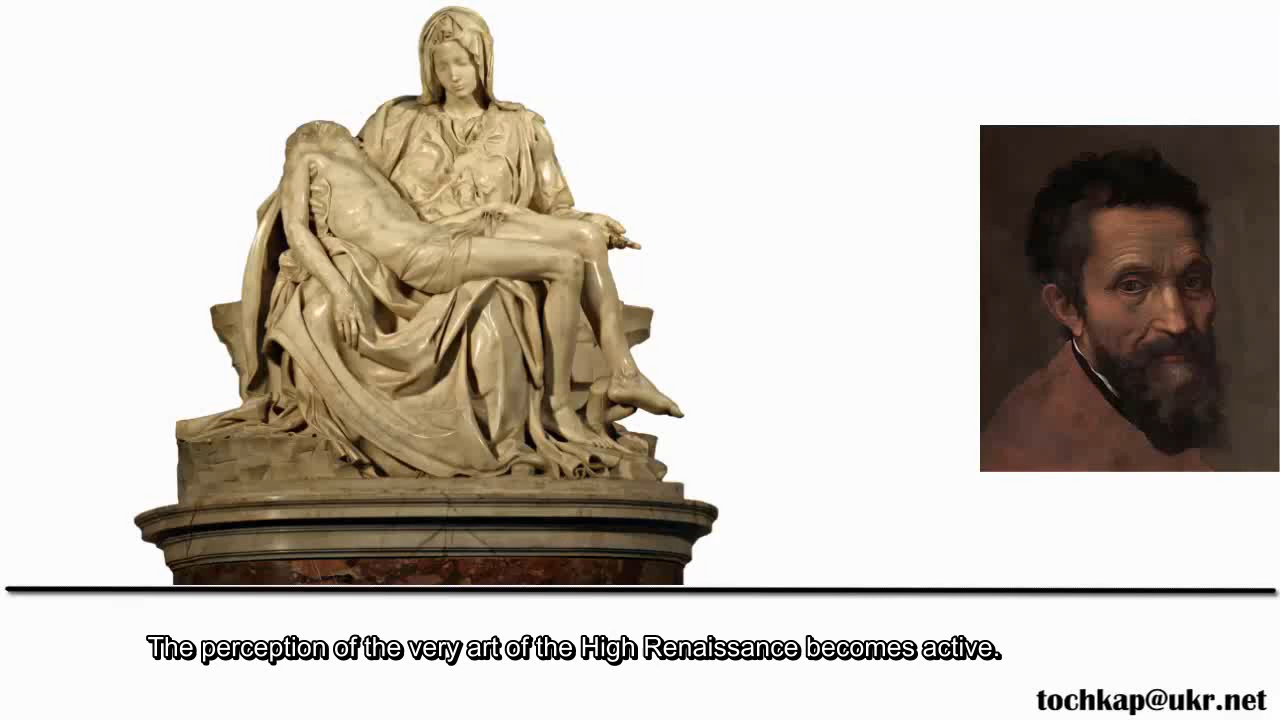 The perception of the very art of the High Renaissance becomes active.
tochkap@ukr.net